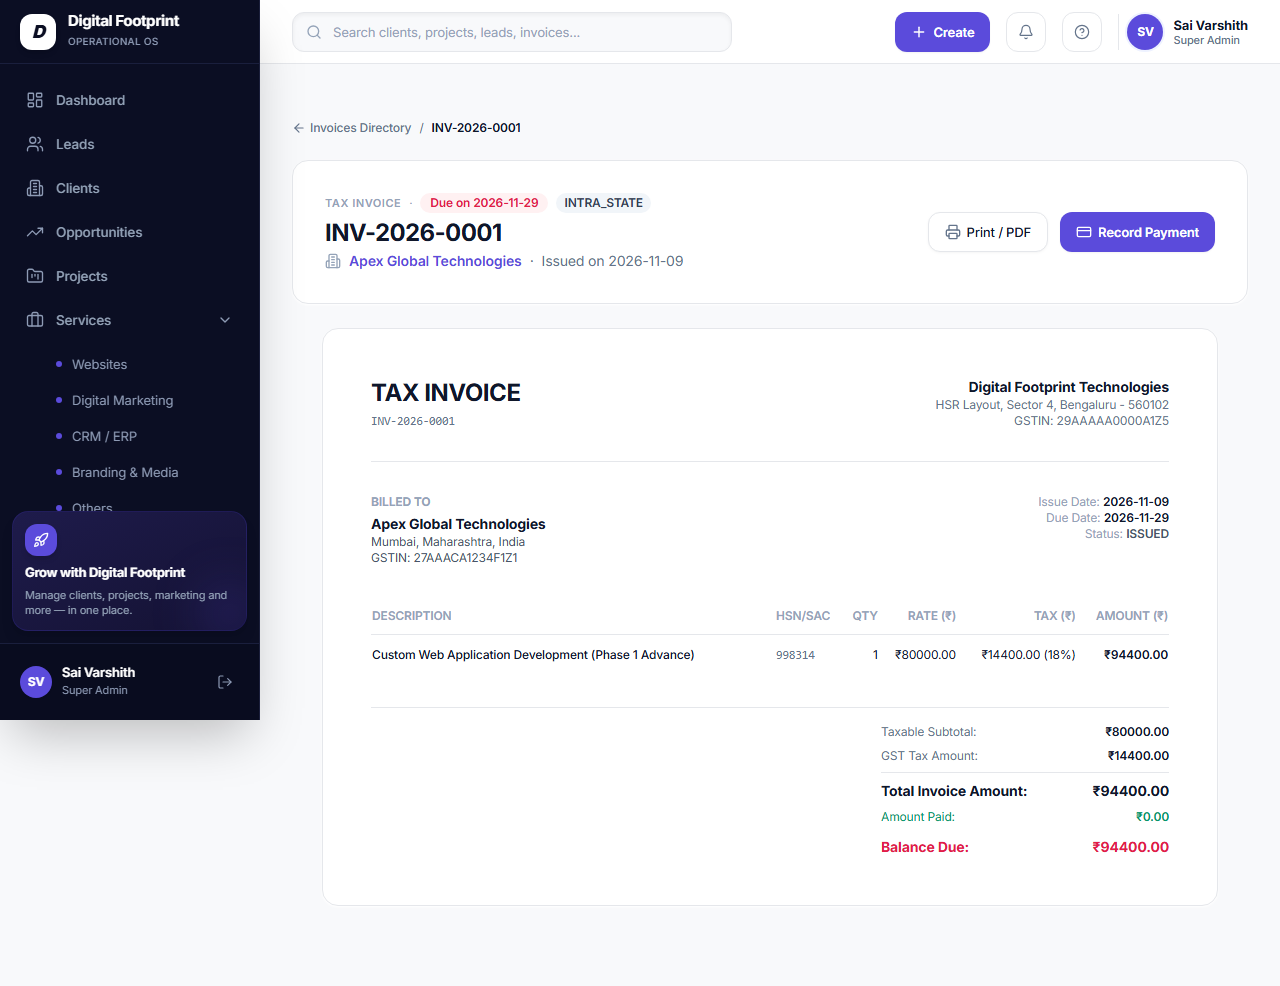 D
Digital Footprint
OPERATIONAL OS
Search clients, projects, leads, invoices...
Create
SV
Sai Varshith
Super Admin
Dashboard
Leads
Clients
Opportunities
Projects
Services
Websites
Digital Marketing
CRM / ERP
Branding & Media
Others
Grow with Digital Footprint
Manage clients, projects, marketing and
more — in one place.
SV
Sai Varshith
Super Admin
Invoices Directory / INV-2026-0001
TAX INVOICE · Due on 2026-11-29 INTRA_STATE
INV-2026-0001
Apex Global Technologies · Issued on 2026-11-09
Print / PDF
Record Payment
TAX INVOICE
INV-2026-0001
Digital Footprint Technologies
HSR Layout, Sector 4, Bengaluru - 560102
GSTIN: 29AAAAA0000A1Z5
BILLED TO
Apex Global Technologies
Mumbai, Maharashtra, India
GSTIN: 27AAACA1234F1Z1
Issue Date: 2026-11-09
Due Date: 2026-11-29
Status: ISSUED
DESCRIPTION HSN/SAC QTY RATE (₹) TAX (₹) AMOUNT (₹)
Custom Web Application Development (Phase 1 Advance) 998314 1 ₹80000.00 ₹14400.00 (18%) ₹94400.00
Taxable Subtotal: ₹80000.00
GST Tax Amount: ₹14400.00
Total Invoice Amount: ₹94400.00
Amount Paid: ₹0.00
Balance Due: ₹94400.00